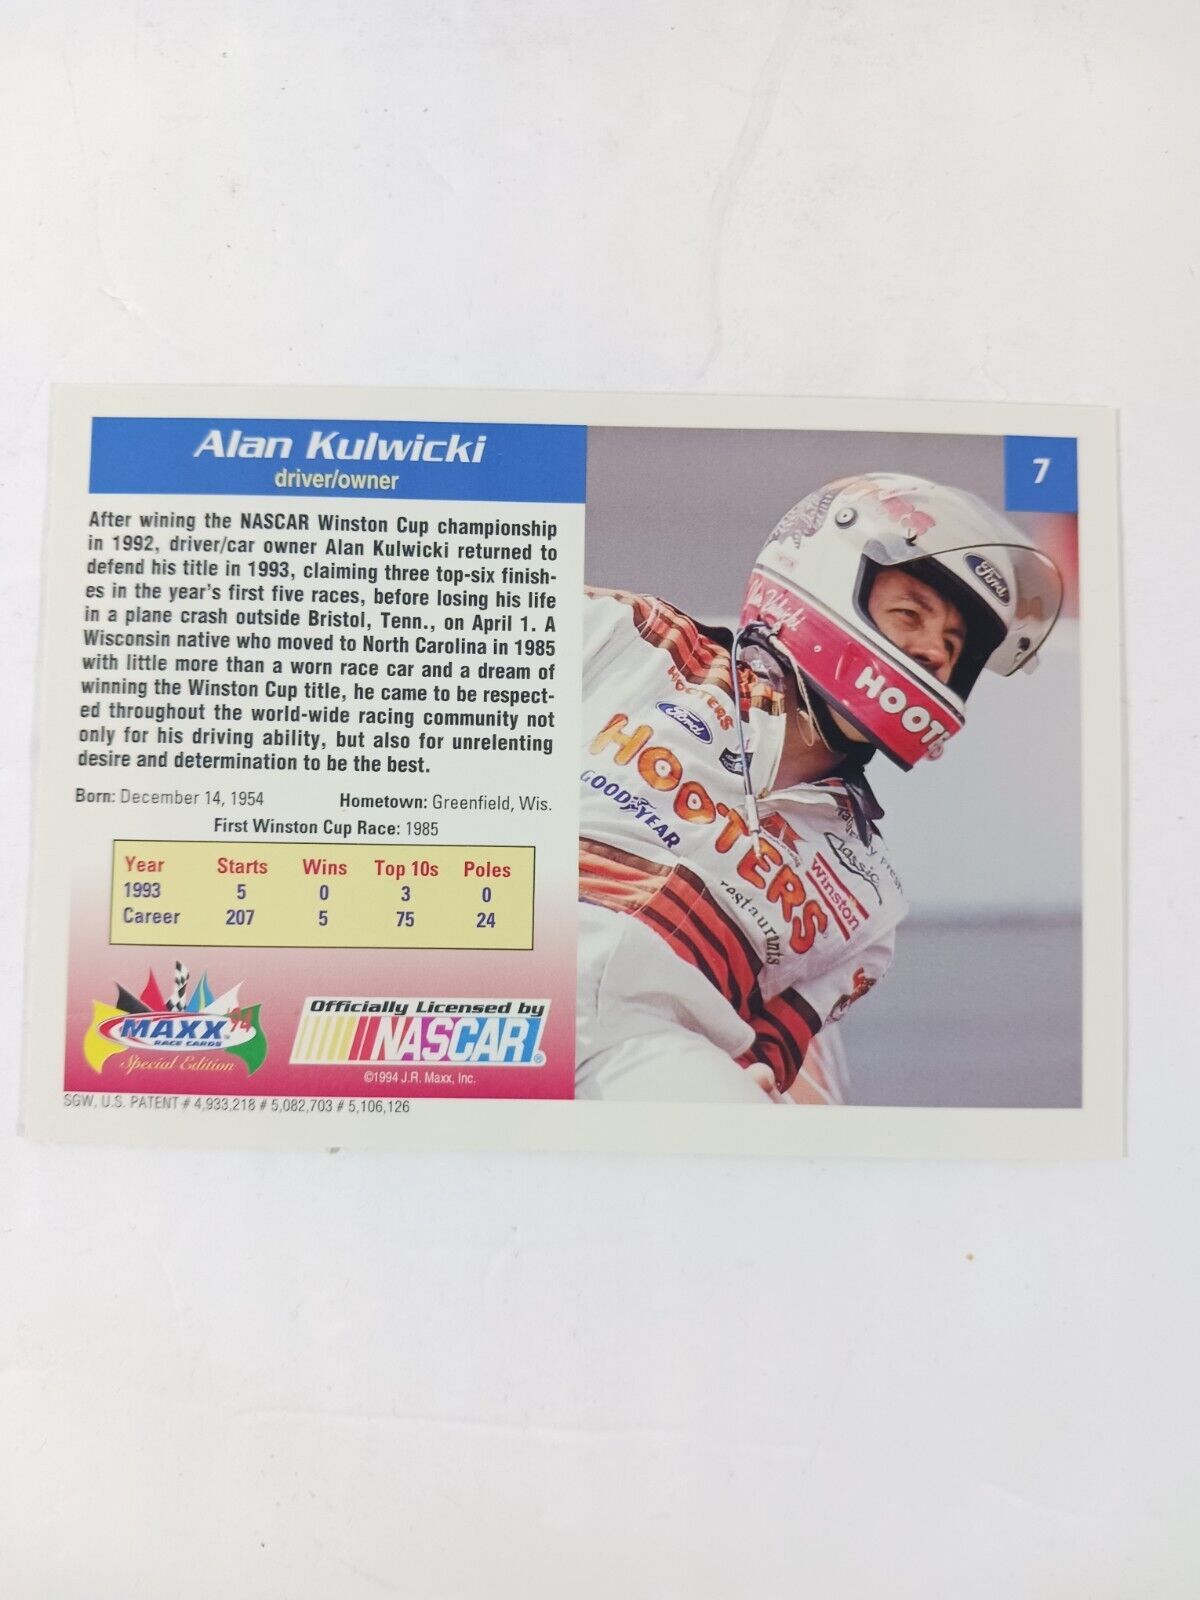 Alan Kulwicki
driver/owner
7
After wining the NASCAR Winston Cup championship
in 1992, driver/car owner Alan Kulwicki returned to
defend his title in 1993, claiming three top-six finish-
es in the year's first five races, before losing his life
in a plane crash outside Bristol, Tenn., on April 1. A
Wisconsin native who moved to North Carolina in 1985
with little more than a worn race car and a dream of
winning the Winston Cup title, he came to be respect-
ed throughout the world-wide racing community not
only for his driving ability, but also for unrelenting
desire and determination to be the best.
Born: December 14, 1954 Hometown: Greenfield, Wis.
First Winston Cup Race: 1985
Year Starts Wins Top 10s Poles
1993 5 0 3 0
Career 207 5 75 24
MAXX '94
RACE CARDS
Special Edition
Officially Licensed by
NASCAR
©1994 J.R. Maxx, Inc.
SGW, U.S. PATENT # 4,933,218 # 5,082,703 # 5,106,126
Ford
Alan Kulwicki
HOOT
HOOTERS
Ford
HOOTERS
restaurants
GOODYEAR
Winston
Classic